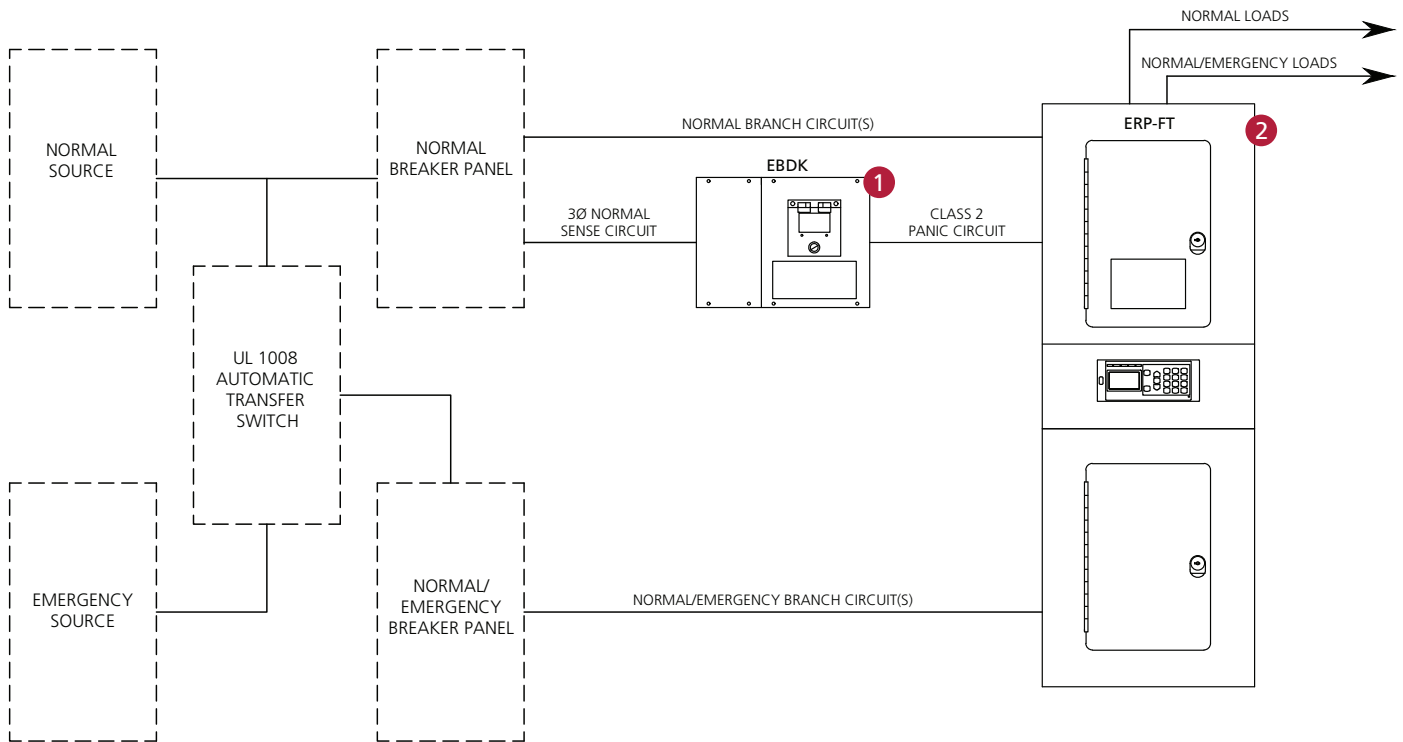 NORMAL LOADS
NORMAL/EMERGENCY LOADS
NORMAL
SOURCE
NORMAL
BREAKER PANEL
NORMAL BRANCH CIRCUIT(S)
ERP-FT
2
EBDK
1
3Ø NORMAL
SENSE CIRCUIT
CLASS 2
PANIC CIRCUIT
UL 1008
AUTOMATIC
TRANSFER
SWITCH
EMERGENCY
SOURCE
NORMAL/
EMERGENCY
BREAKER PANEL
NORMAL/EMERGENCY BRANCH CIRCUIT(S)